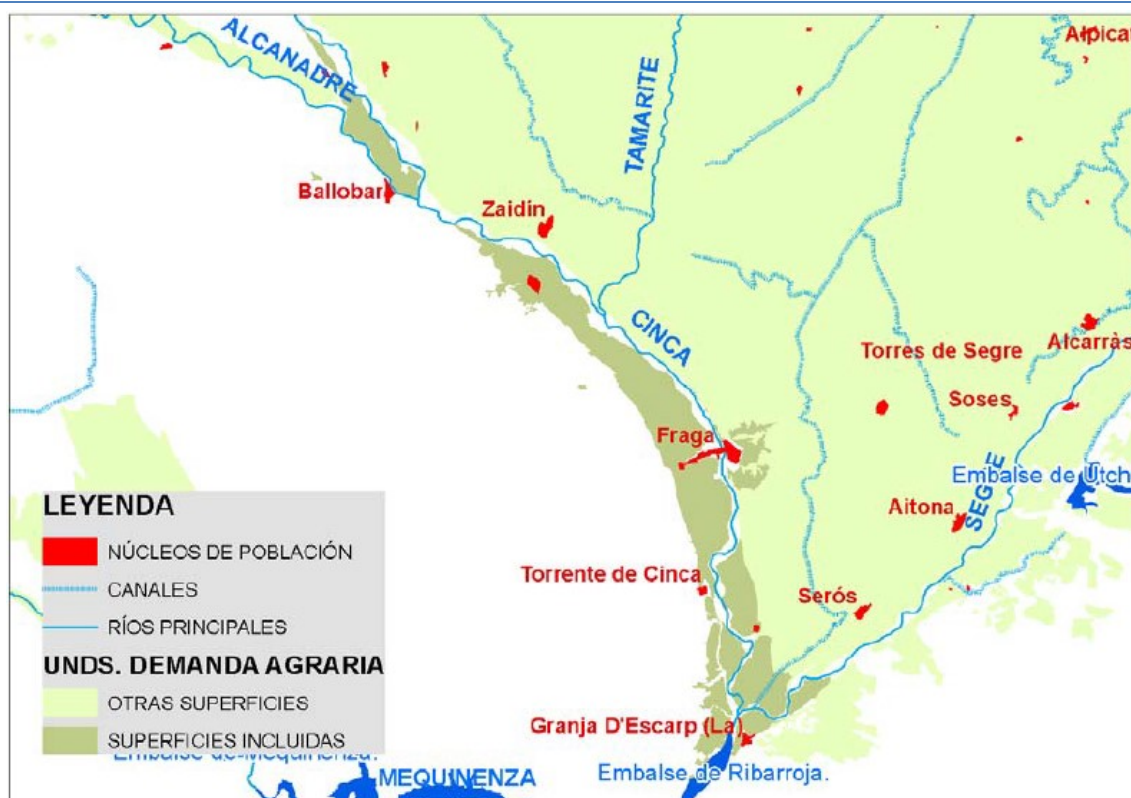 ALCANADRE
TAMARITE
Alpicat
Ballobar
Zaidin
CINCA
Torres de Segre
Alcarràs
Soses
Fraga
SEGRE
Embalse de Utch
Aitona
Torrente de Cinca
Serós
Granja D'Escarp (La)
Embalse de Ribarroja.
LEYENDA
NÚCLEOS DE POBLACIÓN
CANALES
RÍOS PRINCIPALES
UNDS. DEMANDA AGRARIA
OTRAS SUPERFICIES
SUPERFICIES INCLUIDAS
Embalse de Mequinenza.
MEQUINENZA